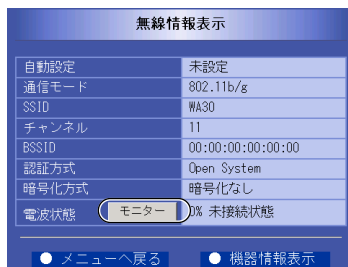 無線情報表示
自動設定 未設定
通信モード 802.11b/g
SSID WA30
チャンネル 11
BSSID 00:00:00:00:00:00
認証方式 Open System
暗号化方式 暗号化なし
電波状態 モニター 0% 未接続状態
● メニューへ戻る ● 機器情報表示